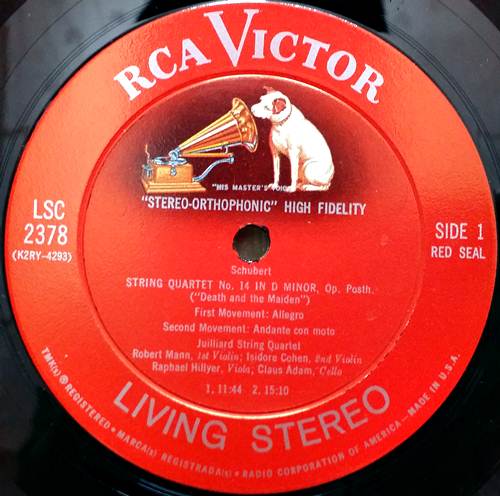 RCA VICTOR
"HIS MASTER'S VOICE"
"STEREO-ORTHOPHONIC" HIGH FIDELITY
LSC
2378
(K2RY-4293)
SIDE 1
RED SEAL
Schubert
STRING QUARTET No. 14 IN D MINOR, Op. Posth.
("Death and the Maiden")
First Movement: Allegro
Second Movement: Andante con moto
Juilliard String Quartet
Robert Mann, 1st Violin; Isidore Cohen, 2nd Violin
Raphael Hillyer, Viola; Claus Adam, Cello
1. 11:44 2. 15:10
LIVING STEREO
TMK(s) ® REGISTERED • MARCA(s) REGISTRADA(s) • RADIO CORPORATION OF AMERICA — MADE IN U.S.A.